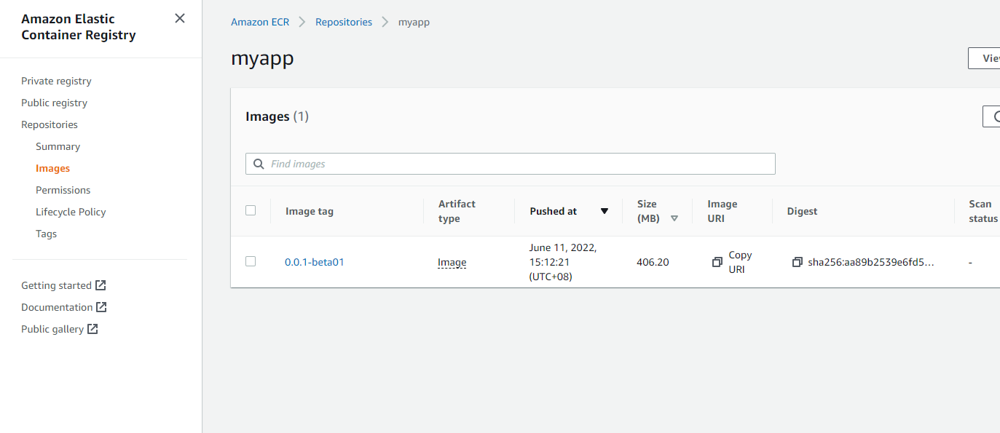 Amazon Elastic
Container Registry
Private registry
Public registry
Repositories
Summary
Images
Permissions
Lifecycle Policy
Tags
Getting started
Documentation
Public gallery
Amazon ECR > Repositories > myapp
myapp
Vie
Images (1)
Find images
Image tag
Artifact
type
Pushed at
Size
(MB)
Image
URI
Digest
Scan
status
0.0.1-beta01
Image
June 11, 2022,
15:12:21
(UTC+08)
406.20
Copy
URI
sha256:aa89b2539e6fd5...
-